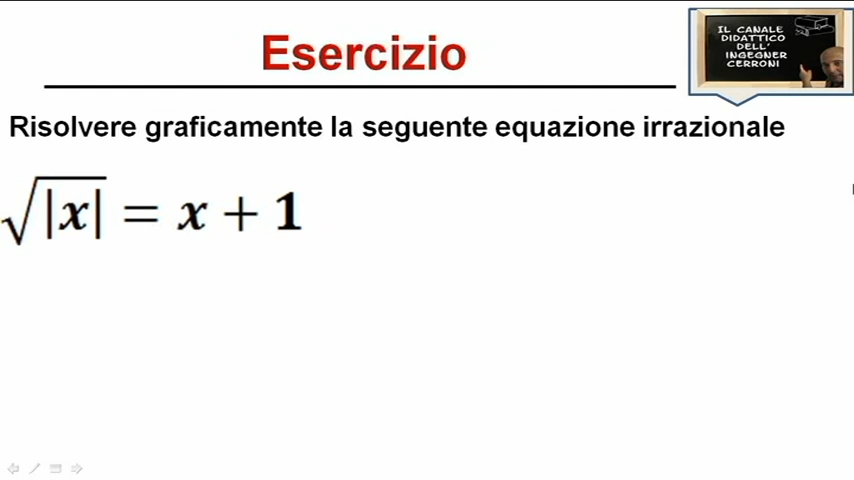 Esercizio
IL CANALE
DIDATTICO
DELL'
INGEGNER
CERRONI
Risolvere graficamente la seguente equazione irrazionale
√|x| = x + 1